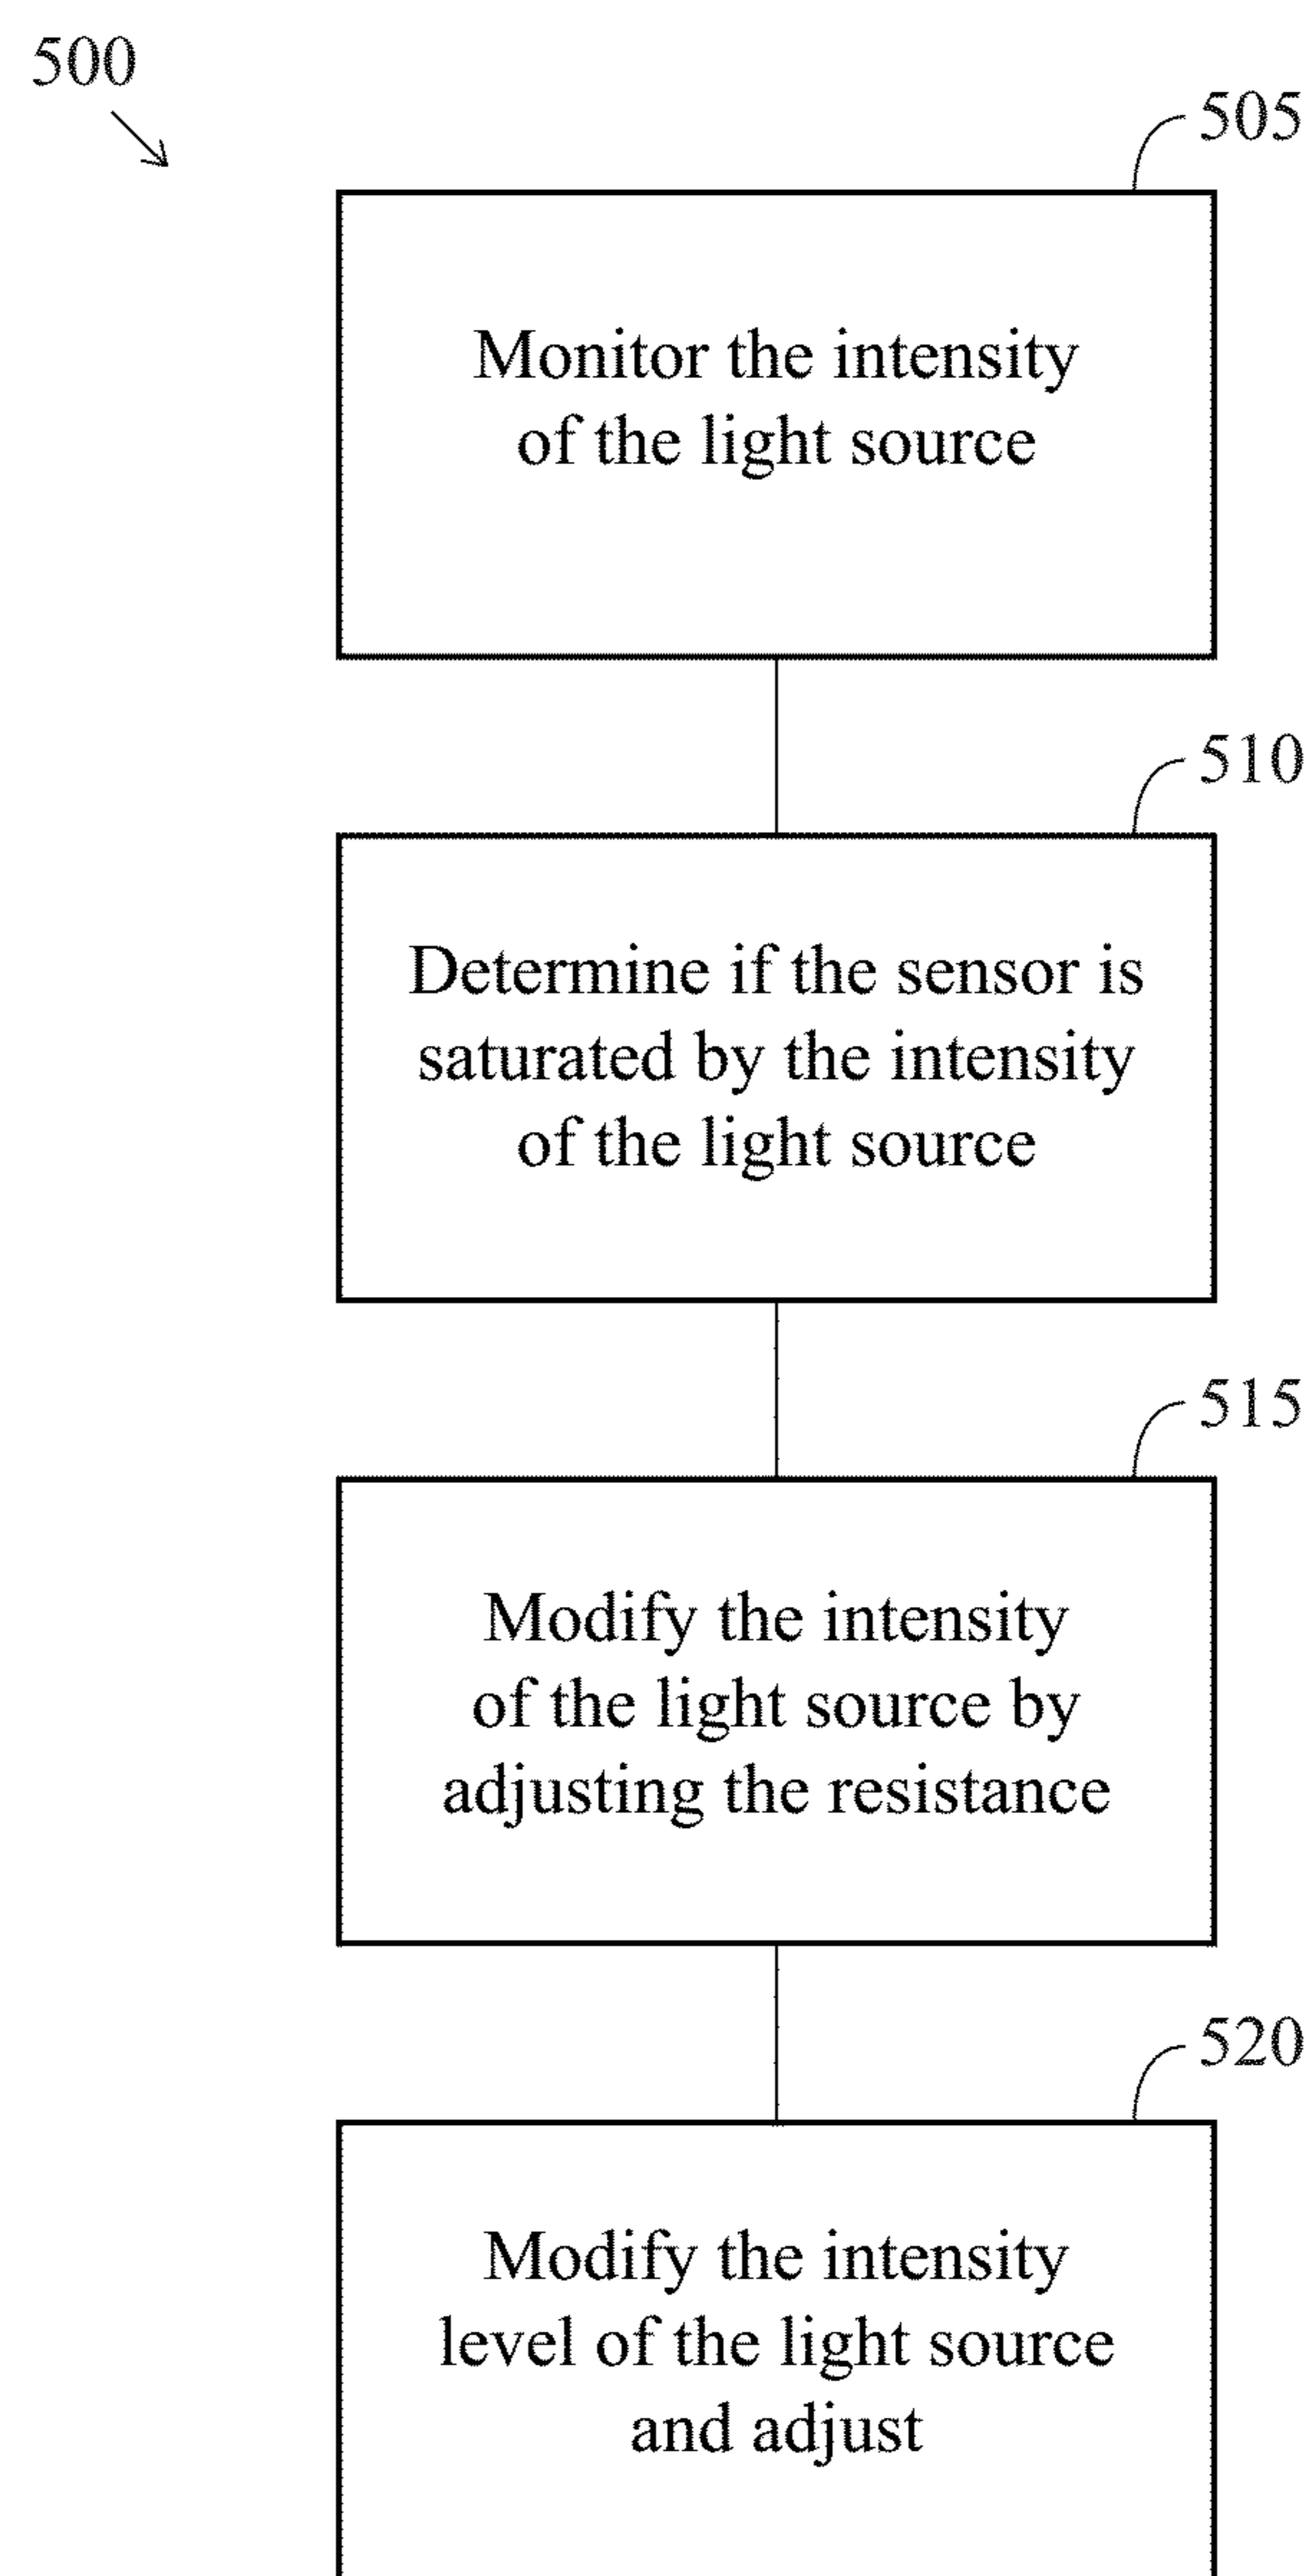 500
505
Monitor the intensity
of the light source
510
Determine if the sensor is
saturated by the intensity
of the light source
515
Modify the intensity
of the light source by
adjusting the resistance
520
Modify the intensity
level of the light source
and adjust